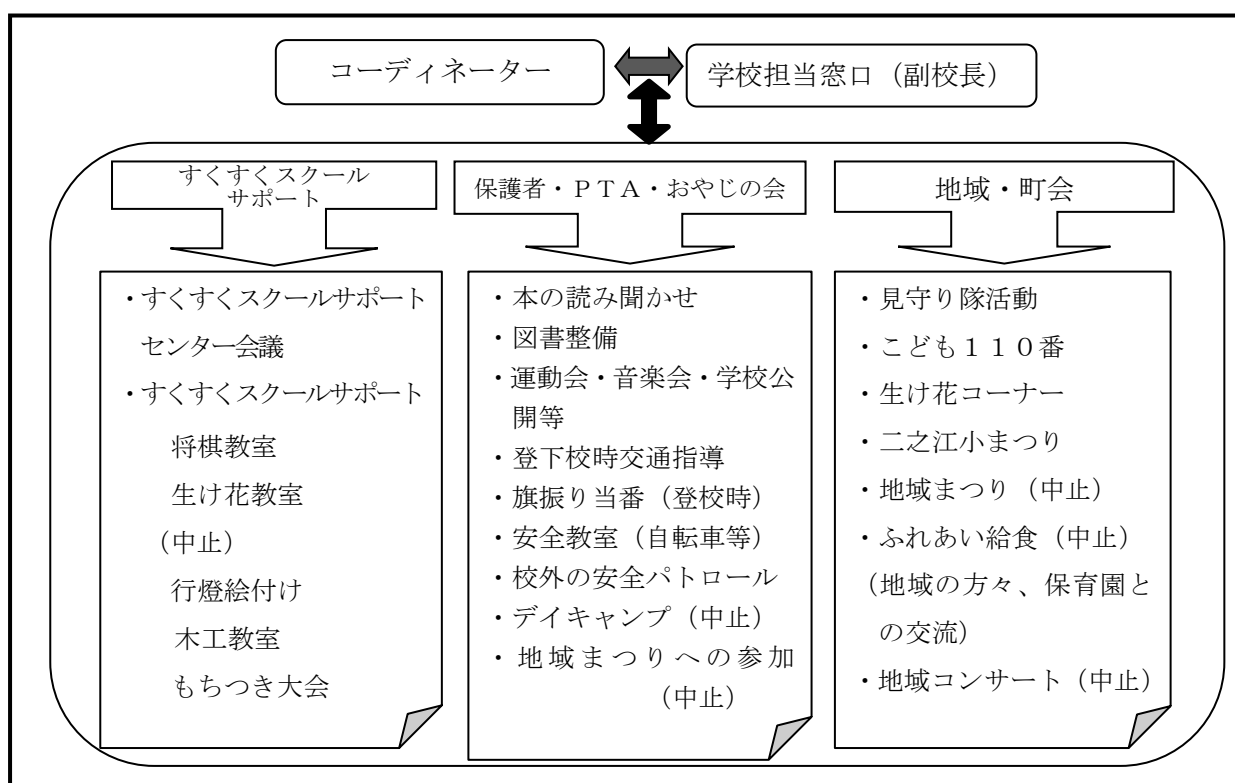 コーディネーター
学校担当窓口（副校長）
すくすくスクール
サポート
・すくすくスクールサポート
センター会議
・すくすくスクールサポート
将棋教室
生け花教室
（中止）
行燈絵付け
木工教室
もちつき大会
保護者・ＰＴＡ・おやじの会
・本の読み聞かせ
・図書整備
・運動会・音楽会・学校公
開等
・登下校時交通指導
・旗振り当番（登校時）
・安全教室（自転車等）
・校外の安全パトロール
・デイキャンプ（中止）
・地域まつりへの参加
（中止）
地域・町会
・見守り隊活動
・こども１１０番
・生け花コーナー
・二之江小まつり
・地域まつり（中止）
・ふれあい給食（中止）
（地域の方々、保育園と
の交流）
・地域コンサート（中止）